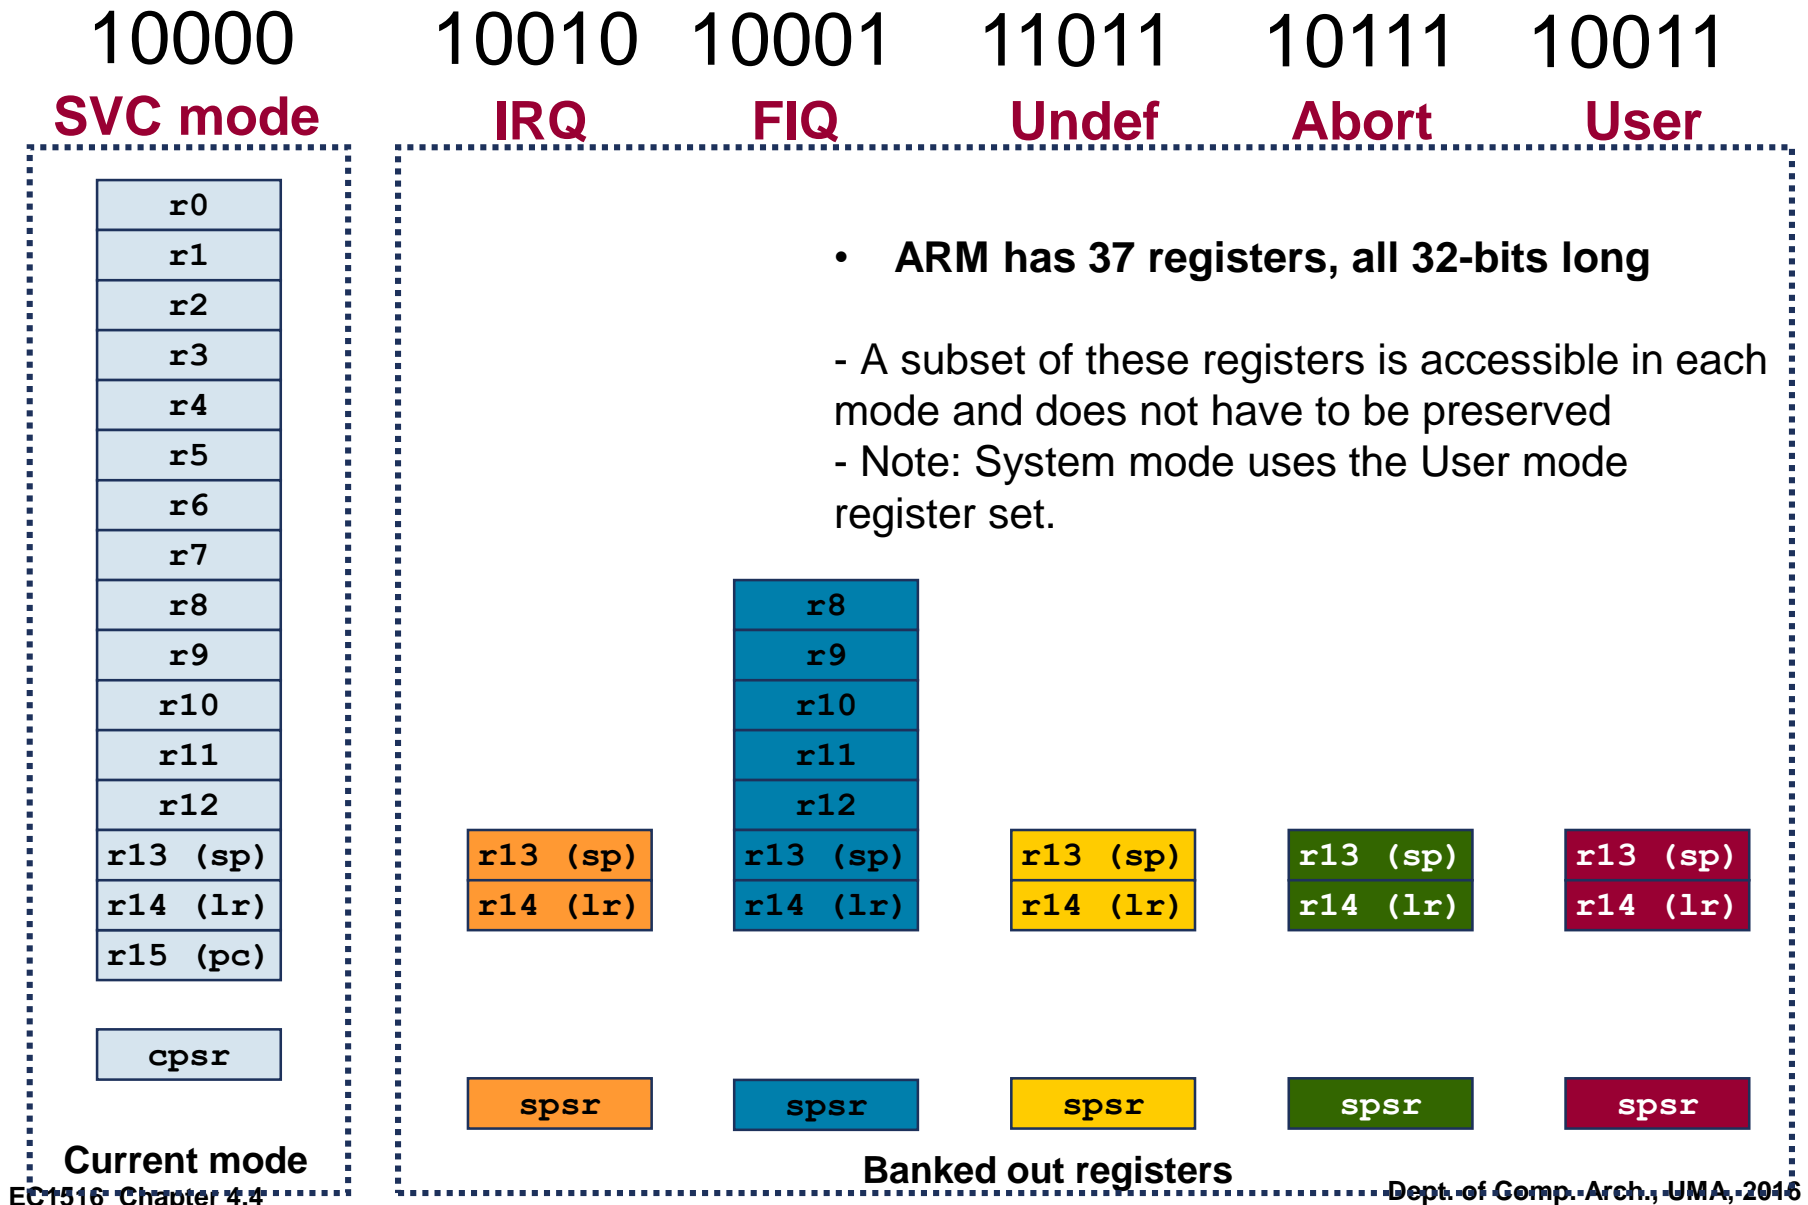 10000 10010 10001 11011 10111 10011
SVC mode IRQ FIQ Undef Abort User
r0
r1
• ARM has 37 registers, all 32-bits long
r2
r3
- A subset of these registers is accessible in each
r4
mode and does not have to be preserved
r5
- Note: System mode uses the User mode
r6
register set.
r7
r8 r8
r9 r9
r10 r10
r11 r11
r12 r12
r13 (sp) r13 (sp) r13 (sp) r13 (sp) r13 (sp) r13 (sp)
r14 (lr) r14 (lr) r14 (lr) r14 (lr) r14 (lr) r14 (lr)
r15 (pc)
cpsr
spsr spsr spsr spsr spsr
Current mode Banked out registers
EC1516 Chapter 4.4 Dept. of Comp. Arch., UMA, 2016